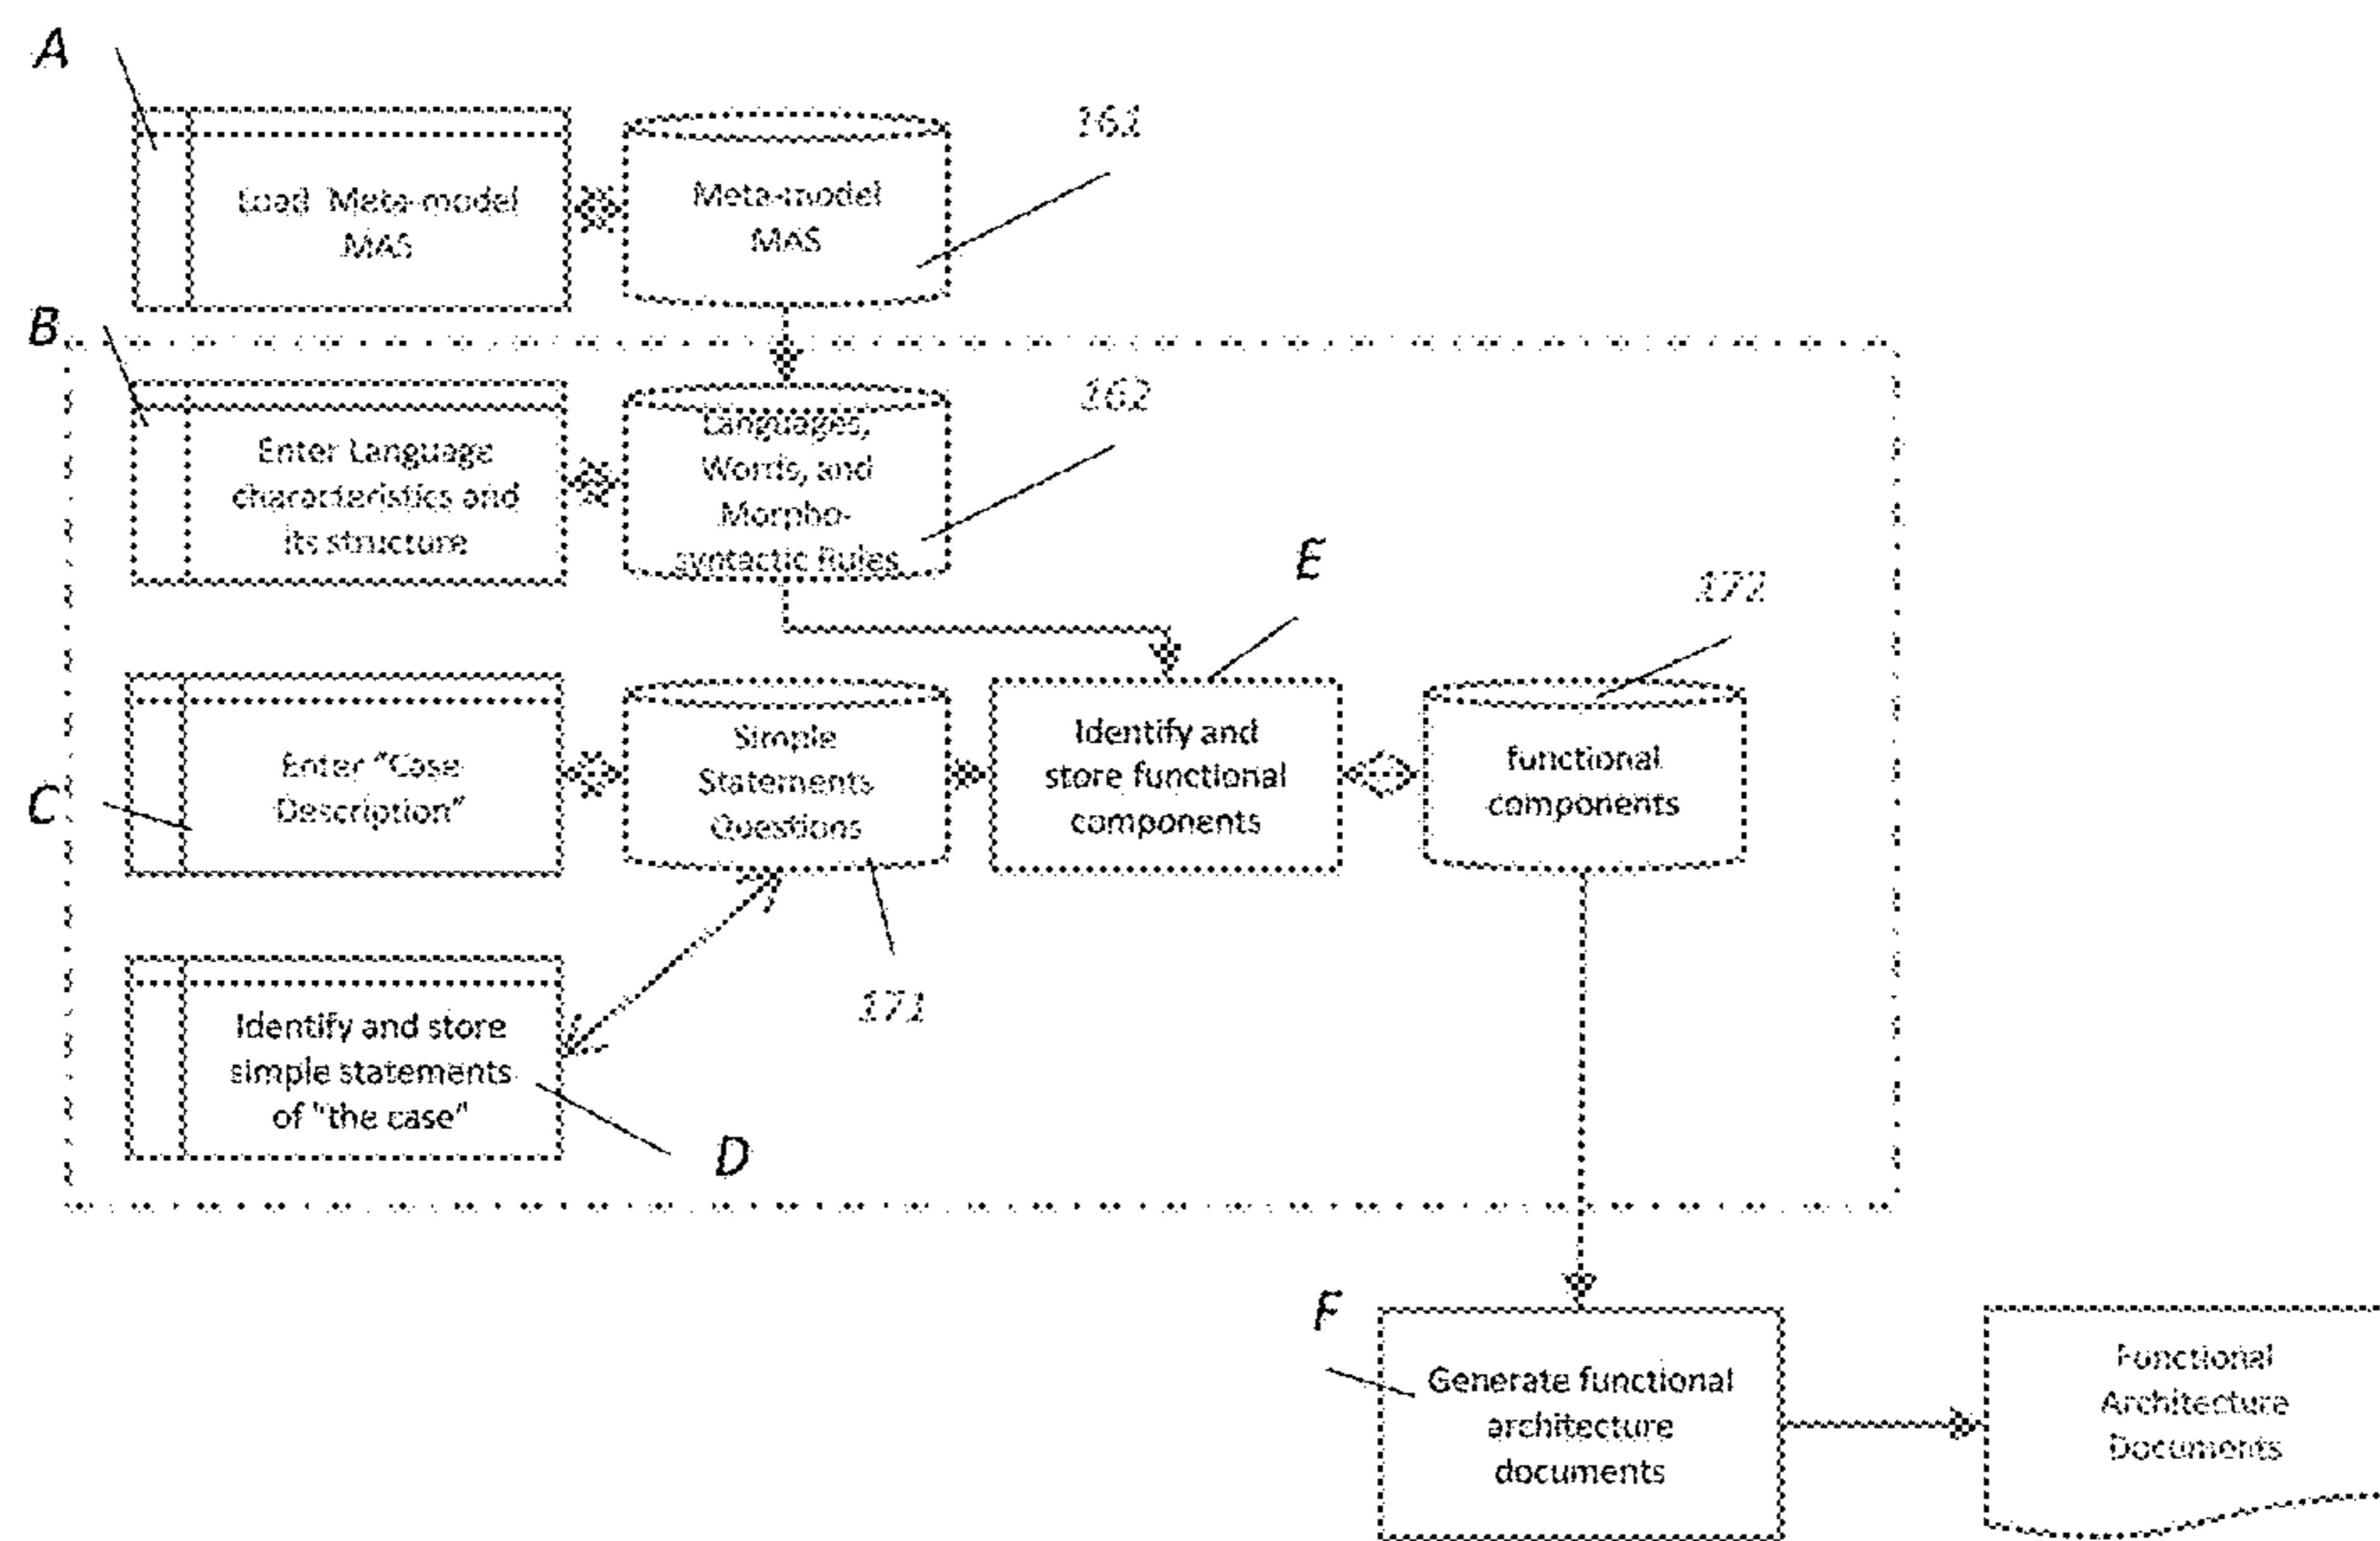 A
Load Meta-model
MAS
Meta-model
MAS
161
B
Enter Language
characteristics and
its structure
Languages,
Words, and
Morpho-
syntactic Rules
162
E
172
C
Enter "Case
Description"
Simple
Statements
Questions
Identify and
store functional
components
functional
components
171
Identify and store
simple statements
of "the case"
D
F
Generate functional
architecture
documents
Functional
Architecture
Documents